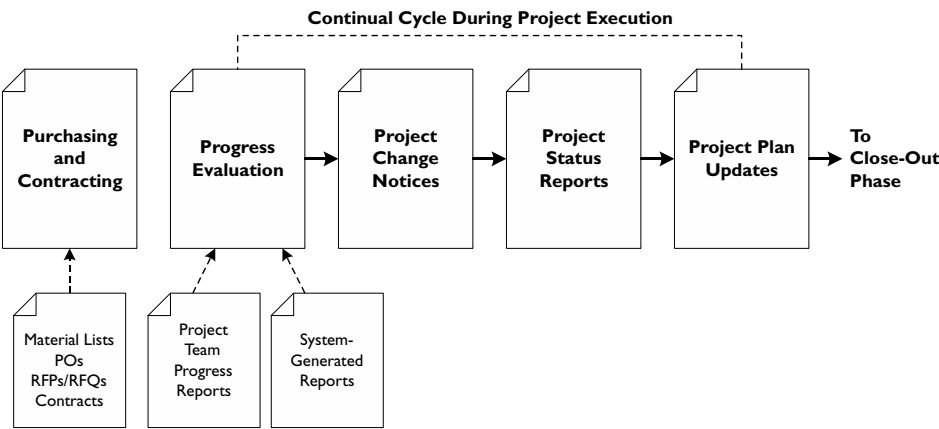 Continual Cycle During Project Execution
Purchasing
and
Contracting
Progress
Evaluation
Project
Change
Notices
Project
Status
Reports
Project Plan
Updates
To
Close-Out
Phase
Material Lists
POs
RFPs/RFQs
Contracts
Project
Team
Progress
Reports
System-
Generated
Reports